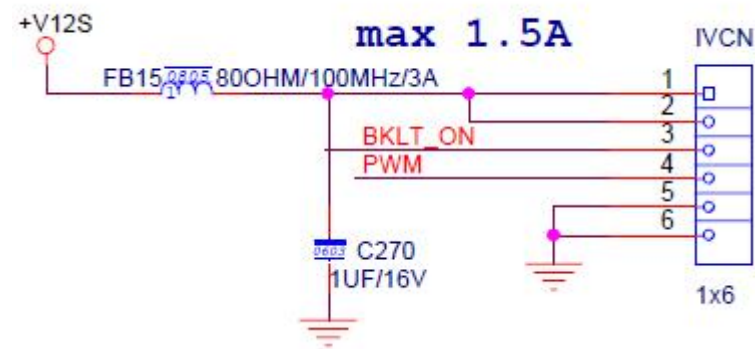 +V12S
max 1.5A
IVCN
FB15 0805 80OHM/100MHz/3A
1
1
2
BKLT_ON
3
PWM
4
5
6
0603 C270
1UF/16V
1x6